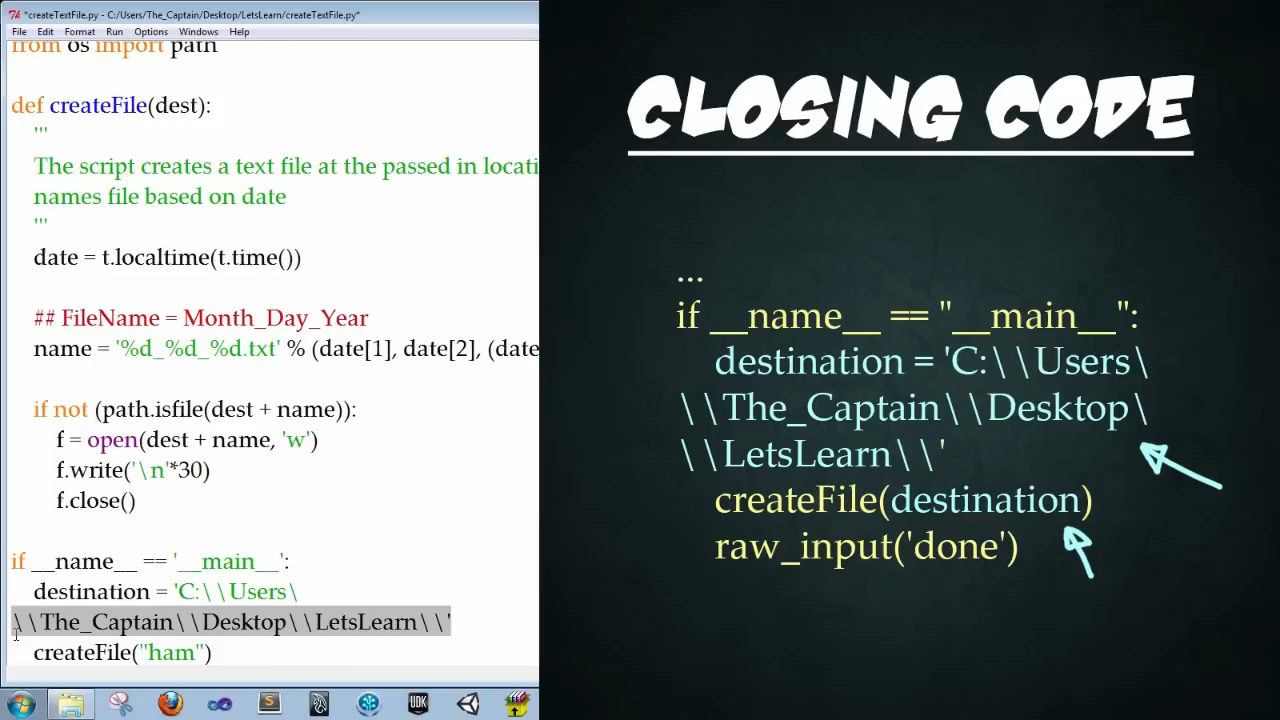 *createTextFile.py - C:/Users/The_Captain/Desktop/LetsLearn/createTextFile.py*
File Edit Format Run Options Windows Help
from os import path
def createFile(dest):
'''
The script creates a text file at the passed in locati
names file based on date
'''
date = t.localtime(t.time())
## FileName = Month_Day_Year
name = '%d_%d_%d.txt' % (date[1], date[2], (date
if not (path.isfile(dest + name)):
f = open(dest + name, 'w')
f.write('\n'*30)
f.close()
if __name__ == '__main__':
destination = 'C:\\Users\
\\The_Captain\\Desktop\\LetsLearn\\'
createFile("ham")
UDK
CLOSING CODE
...
if __name__ == "__main__":
destination = 'C:\\Users\
\\The_Captain\\Desktop\
\\LetsLearn\\'
createFile(destination)
raw_input('done')